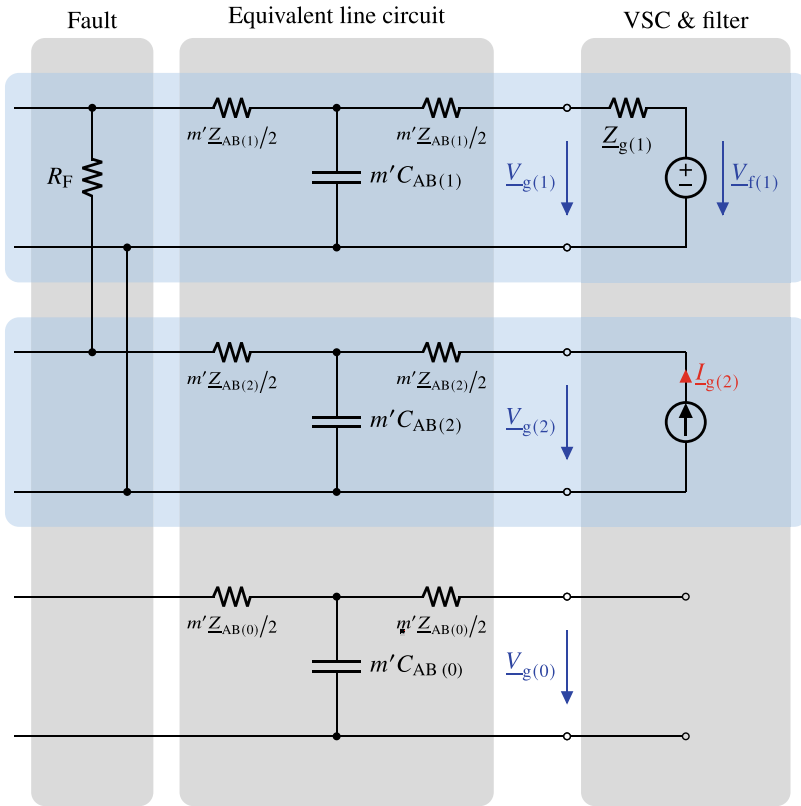 Fault
Equivalent line circuit
VSC & filter
m′Z_AB(1)/2
m′Z_AB(1)/2
Z_g(1)
R_F
m′C_AB(1)
V_g(1)
+
−
V_f(1)
m′Z_AB(2)/2
m′Z_AB(2)/2
I_g(2)
m′C_AB(2)
V_g(2)
m′Z_AB(0)/2
m′Z_AB(0)/2
m′C_AB (0)
V_g(0)